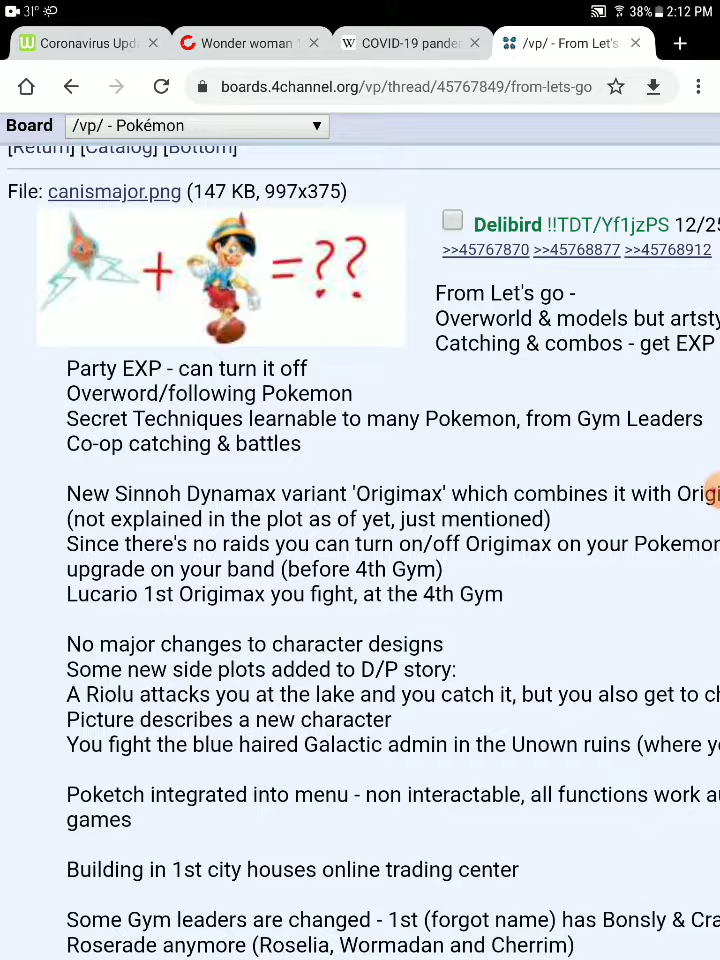 31° 38% 2:12 PM
Coronavirus Upd Wonder woman 1 COVID-19 pande /vp/ - From Let's
boards.4channel.org/vp/thread/45767849/from-lets-go
Board /vp/ - Pokémon
[Return] [Catalog] [Bottom]
File: canismajor.png (147 KB, 997x375)
+ = ??
Delibird !!TDT/Yf1jzPS 12/25
>>45767870 >>45768877 >>45768912
From Let's go -
Overworld & models but artsty
Catching & combos - get EXP
Party EXP - can turn it off
Overword/following Pokemon
Secret Techniques learnable to many Pokemon, from Gym Leaders
Co-op catching & battles
New Sinnoh Dynamax variant 'Origimax' which combines it with Origi
(not explained in the plot as of yet, just mentioned)
Since there's no raids you can turn on/off Origimax on your Pokemon
upgrade on your band (before 4th Gym)
Lucario 1st Origimax you fight, at the 4th Gym
No major changes to character designs
Some new side plots added to D/P story:
A Riolu attacks you at the lake and you catch it, but you also get to ch
Picture describes a new character
You fight the blue haired Galactic admin in the Unown ruins (where yo
Poketch integrated into menu - non interactable, all functions work au
games
Building in 1st city houses online trading center
Some Gym leaders are changed - 1st (forgot name) has Bonsly & Cra
Roserade anymore (Roselia, Wormadan and Cherrim)